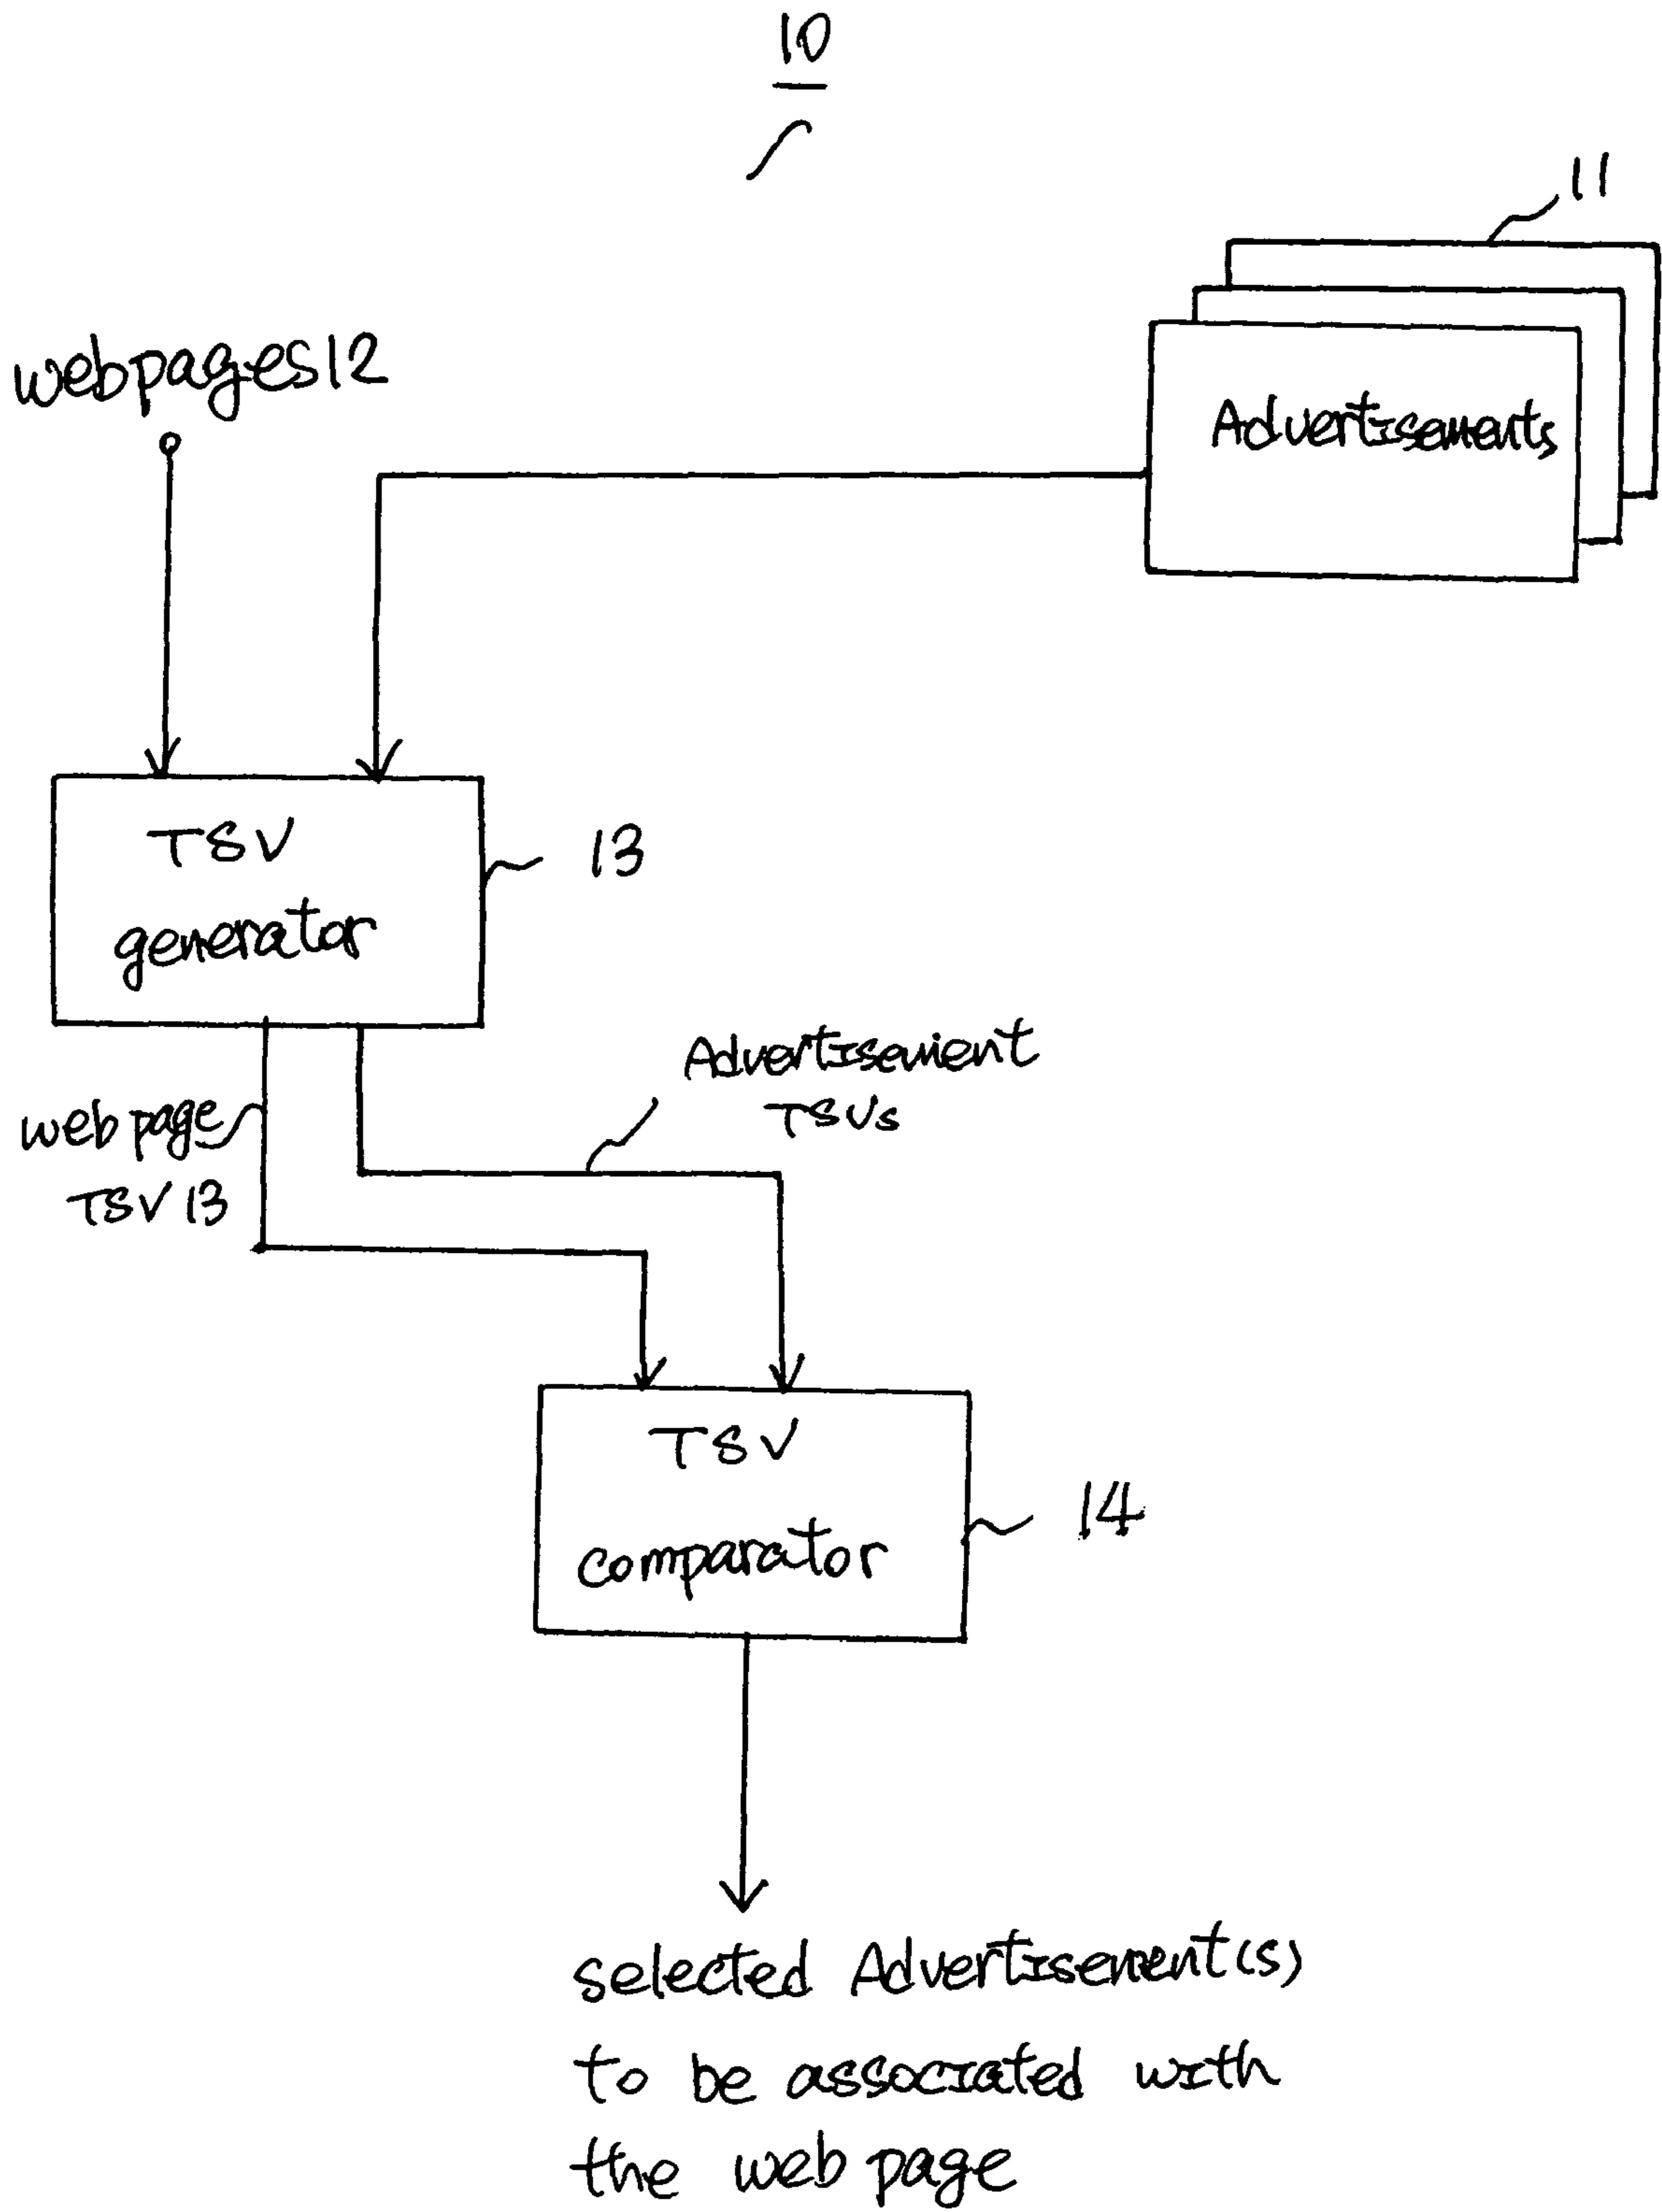 10
11
webpages12
Advertisements
TSV
generator
13
Advertisement
TSVs
web page
TSV 13
TSV
comparator
14
selected Advertisement(s)
to be associated with
the web page